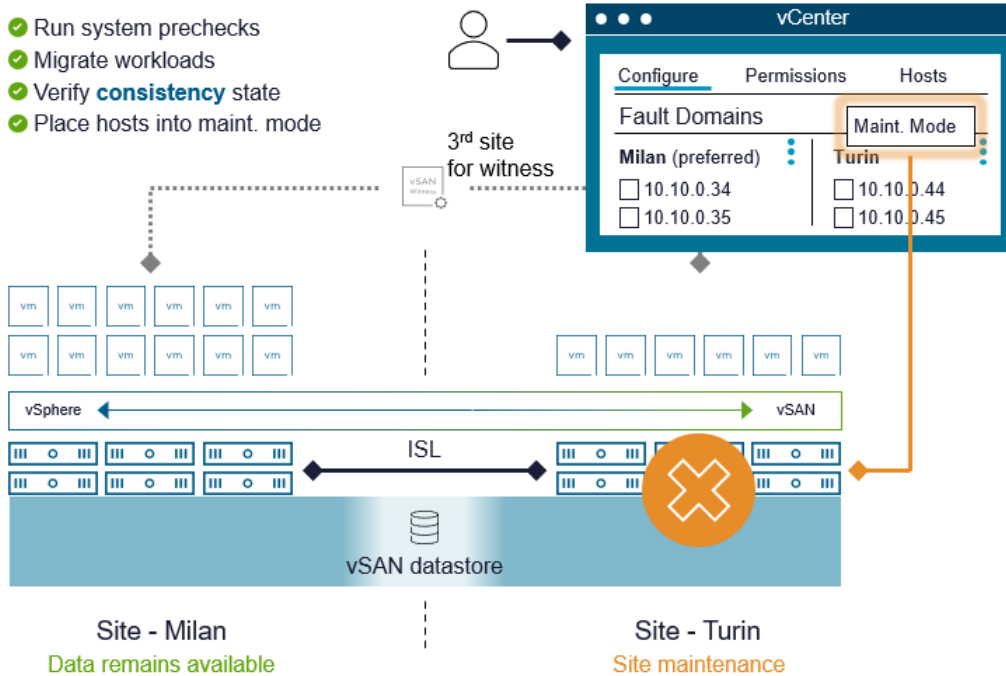 Run system prechecks
Migrate workloads
Verify consistency state
Place hosts into maint. mode
3rd site
for witness
vSAN
Witness
vCenter
Configure Permissions Hosts
Fault Domains
Maint. Mode
Milan (preferred) Turin
10.10.0.34 10.10.0.44
10.10.0.35 10.10.0.45
vm vm vm vm vm vm
vm vm vm vm vm vm vm vm vm vm vm vm
vSphere vSAN
ISL
vSAN datastore
Site - Milan Site - Turin
Data remains available Site maintenance